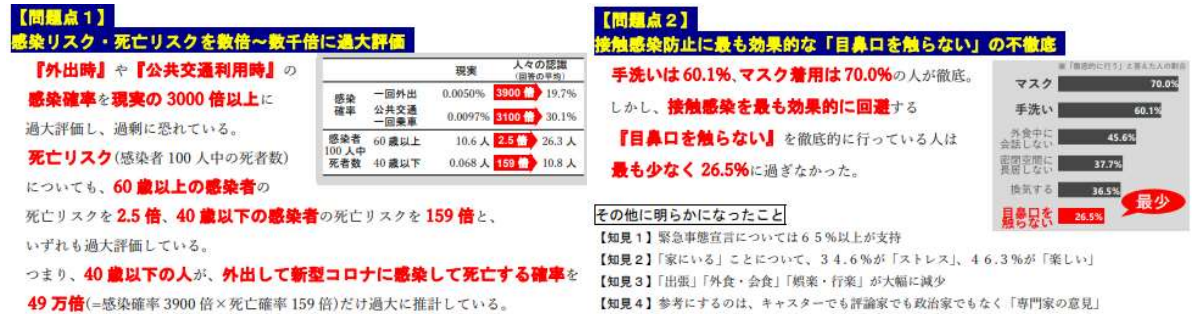 【問題点１】
感染リスク・死亡リスクを数倍～数千倍に過大評価
『外出時』や『公共交通利用時』の
感染確率を現実の 3000 倍以上に
過大評価し、過剰に恐れている。
死亡リスク(感染者 100 人中の死者数)
についても、60 歳以上の感染者の
死亡リスクを 2.5 倍、40 歳以下の感染者の死亡リスクを 159 倍と、
いずれも過大評価している。
つまり、40 歳以下の人が、外出して新型コロナに感染して死亡する確率を
49 万倍(=感染確率 3900 倍×死亡確率 159 倍)だけ過大に推計している。
現実 人々の認識
(回答の平均)
感染確率 一回外出 0.0050% 3900 倍 19.7%
公共交通一回乗車 0.0097% 3100 倍 30.1%
感染者100 人中死者数 60 歳以上 10.6 人 2.5 倍 26.3 人
40 歳以下 0.068 人 159 倍 10.8 人
【問題点２】
接触感染防止に最も効果的な「目鼻口を触らない」の不徹底
手洗いは 60.1%、マスク着用は 70.0%の人が徹底。
しかし、接触感染を最も効果的に回避する
『目鼻口を触らない』を徹底的に行っている人は
最も少なく 26.5%に過ぎなかった。
※「徹底的に行う」と答えた人の割合
マスク 70.0%
手洗い 60.1%
外食中に会話しない 45.6%
密閉空間に長居しない 37.7%
換気する 36.5%
目鼻口を触らない 26.5%
最少
その他に明らかになったこと
【知見１】緊急事態宣言については６５％以上が支持
【知見２】「家にいる」ことについて、３４.６％が「ストレス」、４６.３％が「楽しい」
【知見３】「出張」「外食・会食」「娯楽・行楽」が大幅に減少
【知見４】参考にするのは、キャスターでも評論家でも政治家でもなく「専門家の意見」